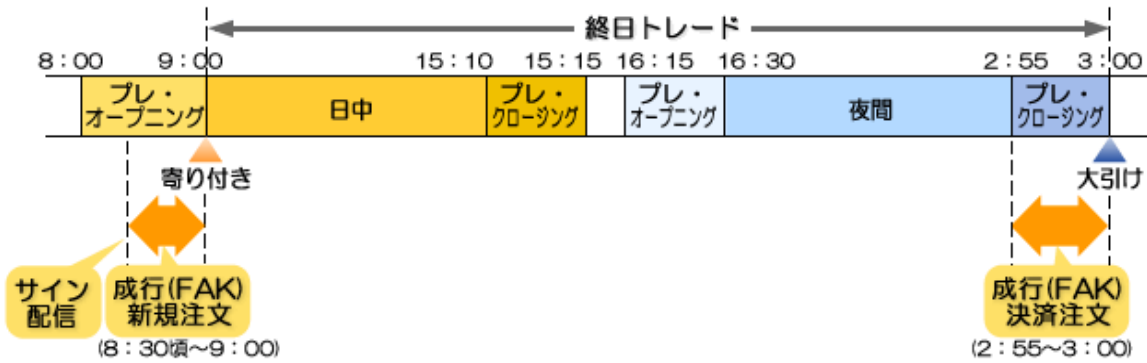 終日トレード
8：00 9：00 15：10 15：15 16：15 16：30 2：55 3：00
プレ・
オープニング
日中
プレ・
クロージング
プレ・
オープニング
夜間
プレ・
クロージング
寄り付き
大引け
サイン
配信
成行(FAK)
新規注文
(8：30頃〜9：00)
成行(FAK)
決済注文
(2：55〜3：00)